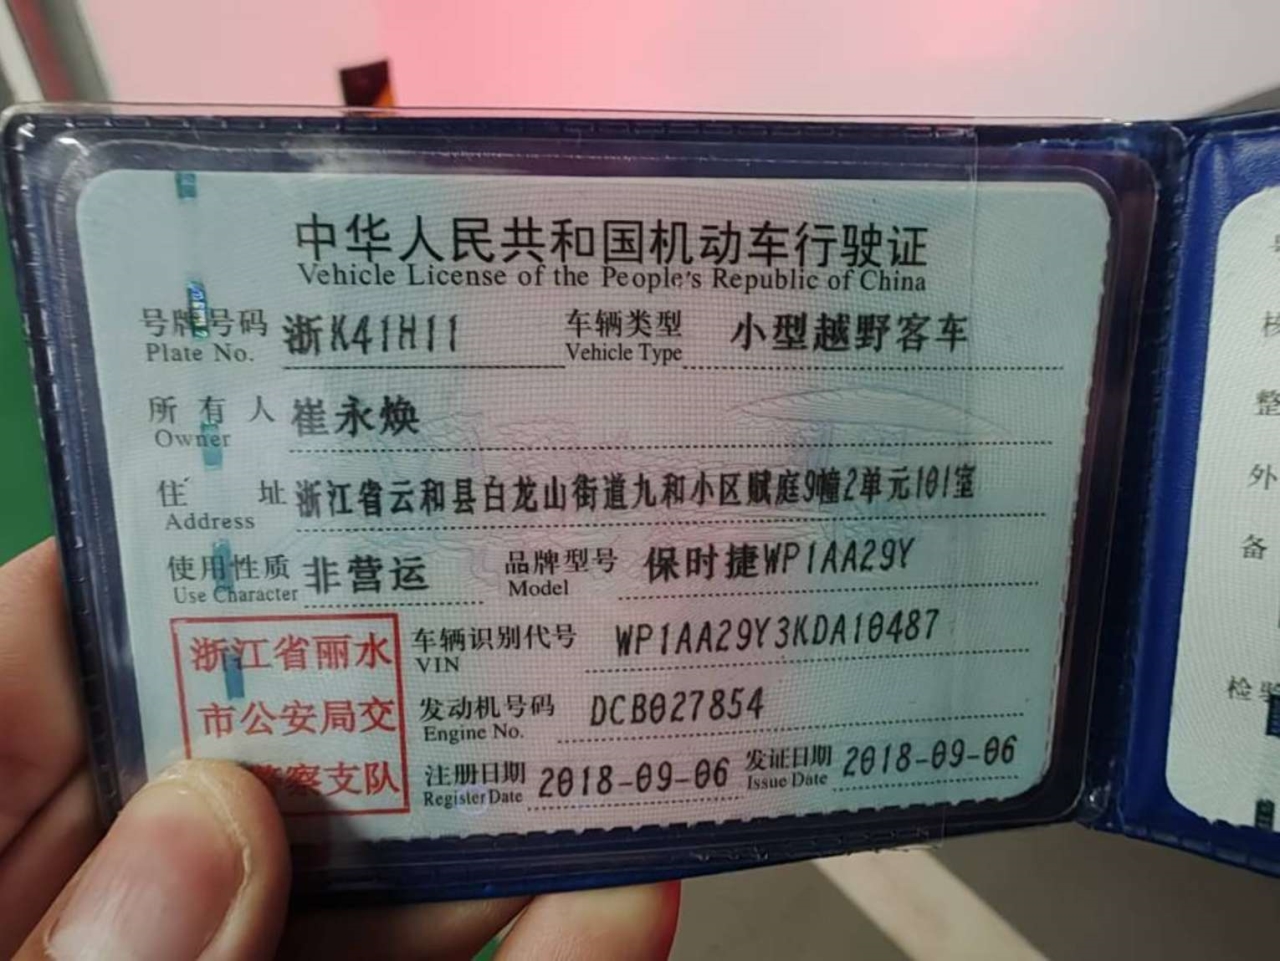 中华人民共和国机动车行驶证
Vehicle License of the People's Republic of China
号牌号码 浙K41H11 车辆类型 小型越野客车
Plate No. Vehicle Type
所有人 崔永焕
Owner
住址 浙江省云和县白龙山街道九和小区赋庭9幢2单元101室
Address
使用性质 非营运 品牌型号 保时捷WP1AA29Y
Use Character Model
浙江省丽水
市公安局交
察支队
车辆识别代号 WP1AA29Y3KDA10487
VIN
发动机号码 DCB027854
Engine No.
注册日期 2018-09-06 发证日期 2018-09-06
Register Date Issue Date
整
外
备
检验